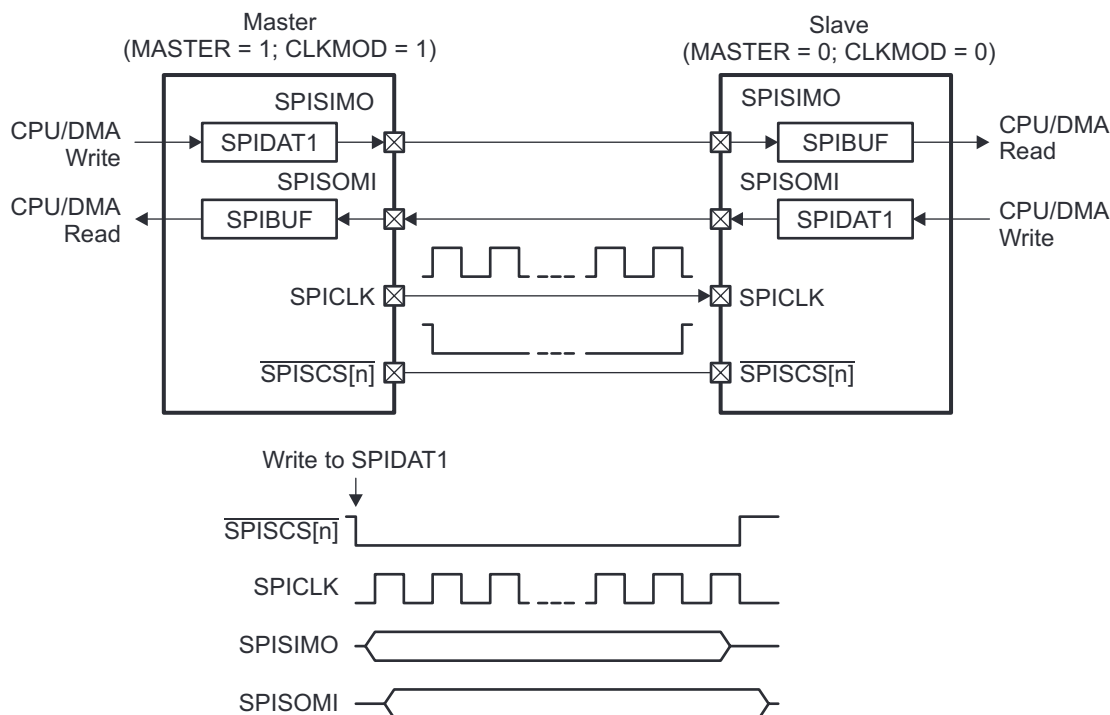 Master
(MASTER = 1; CLKMOD = 1)
Slave
(MASTER = 0; CLKMOD = 0)
SPISIMO
SPISIMO
CPU/DMA
Write
SPIDAT1
SPIBUF
CPU/DMA
Read
SPISOMI
SPISOMI
CPU/DMA
Read
SPIBUF
SPIDAT1
CPU/DMA
Write
SPICLK
SPICLK
SPISCS[n]
SPISCS[n]
Write to SPIDAT1
SPISCS[n]
SPICLK
SPISIMO
SPISOMI